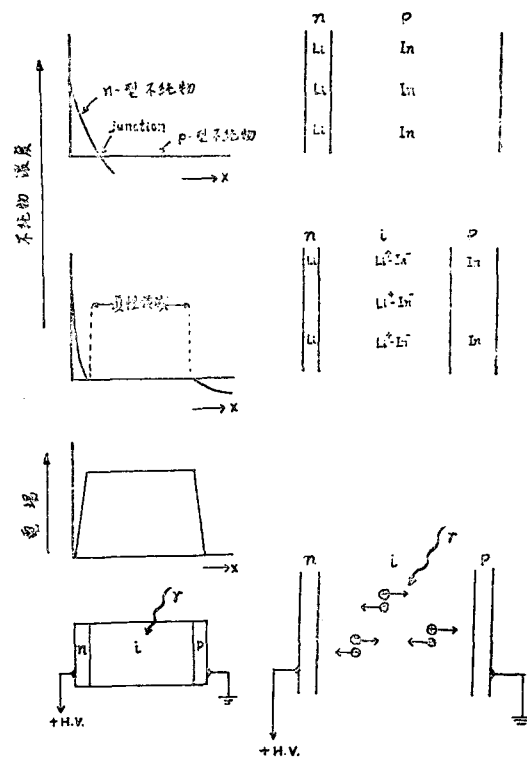 n p
n-型不純物
junction
p-型不純物
x
不純物 濃度
Li In
Li In
Li In
n i p
Li Li⁺-In⁻ In
Li⁺-In⁻
Li Li⁺-In⁻ In
x
電場
x
γ
n i p
+H.V.
n i γ p
+ -
+ -
+ -
+H.V.